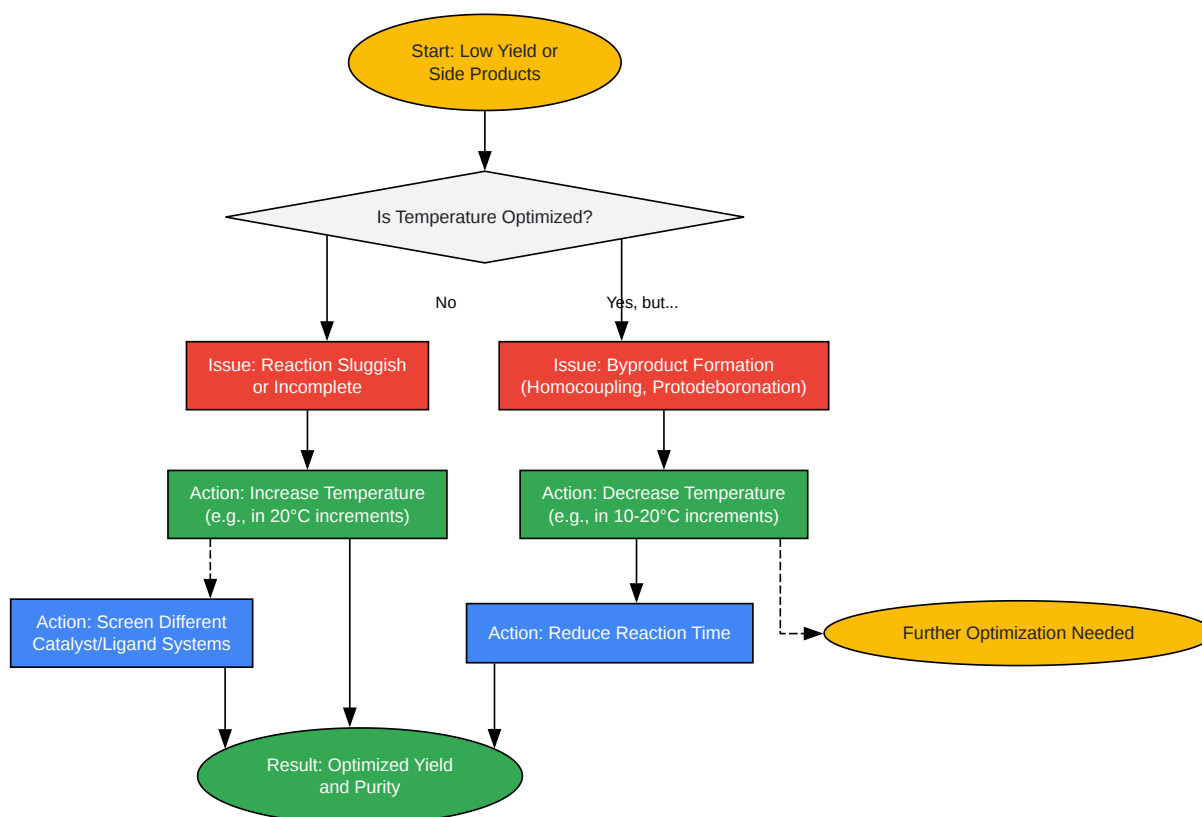 Start: Low Yield or
Side Products
Is Temperature Optimized?
No
Yes, but...
Issue: Reaction Sluggish
or Incomplete
Issue: Byproduct Formation
(Homocoupling, Protodeboronation)
Action: Increase Temperature
(e.g., in 20°C increments)
Action: Decrease Temperature
(e.g., in 10-20°C increments)
Action: Screen Different
Catalyst/Ligand Systems
Action: Reduce Reaction Time
Further Optimization Needed
Result: Optimized Yield
and Purity